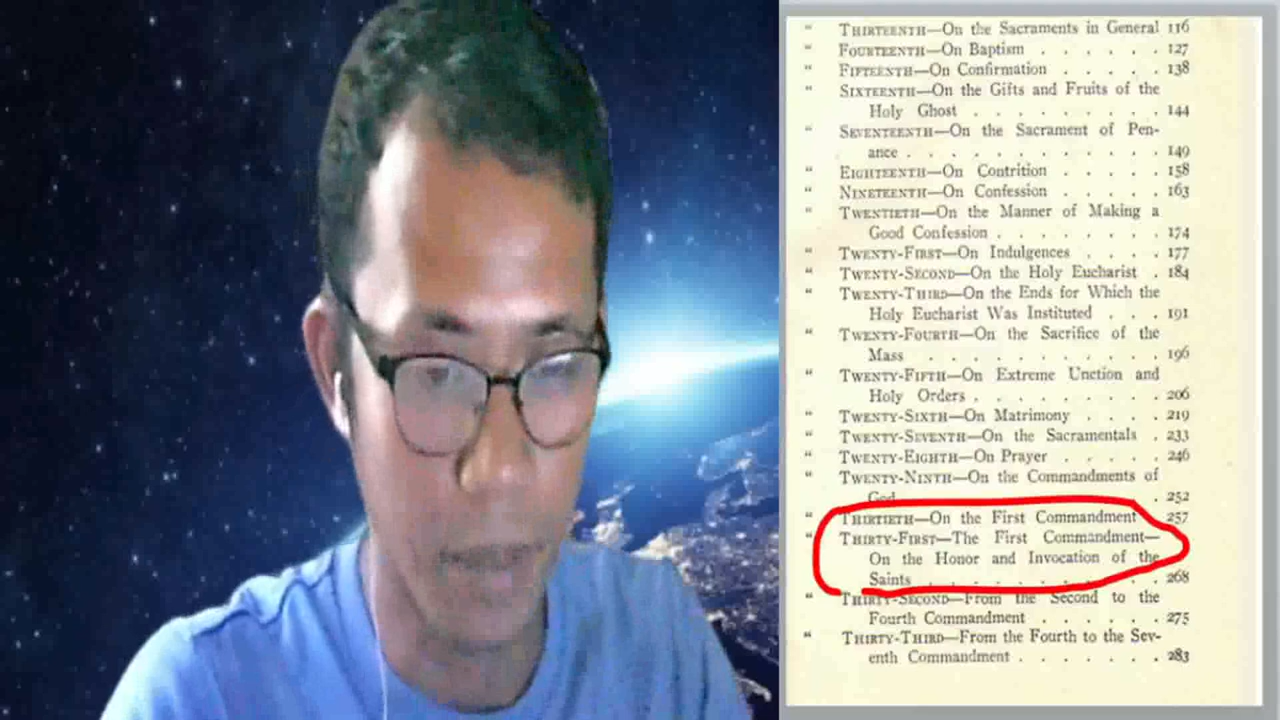 " THIRTEENTH—On the Sacraments in General 116
" FOURTEENTH—On Baptism . . . . . . 127
" FIFTEENTH—On Confirmation . . . . . 138
" SIXTEENTH—On the Gifts and Fruits of the
Holy Ghost . . . . . . . . . . 144
" SEVENTEENTH—On the Sacrament of Pen-
ance . . . . . . . . . . . . . 149
" EIGHTEENTH—On Contrition . . . . . 158
" NINETEENTH—On Confession . . . . . 163
" TWENTIETH—On the Manner of Making a
Good Confession . . . . . . . . 174
" TWENTY-FIRST—On Indulgences . . . . 177
" TWENTY-SECOND—On the Holy Eucharist . 184
" TWENTY-THIRD—On the Ends for Which the
Holy Eucharist Was Instituted . . . 191
" TWENTY-FOURTH—On the Sacrifice of the
Mass . . . . . . . . . . . . 196
" TWENTY-FIFTH—On Extreme Unction and
Holy Orders . . . . . . . . . . 206
" TWENTY-SIXTH—On Matrimony . . . . 219
" TWENTY-SEVENTH—On the Sacramentals . 233
" TWENTY-EIGHTH—On Prayer . . . . . 246
" TWENTY-NINTH—On the Commandments of
God . 252
" THIRTIETH—On the First Commandment 257
" THIRTY-FIRST—The First Commandment—
On the Honor and Invocation of the
Saints . . . . . . . . . . . . 268
" THIRTY-SECOND—From the Second to the
Fourth Commandment . . . . . . 275
" THIRTY-THIRD—From the Fourth to the Sev-
enth Commandment . . . . . . . 283